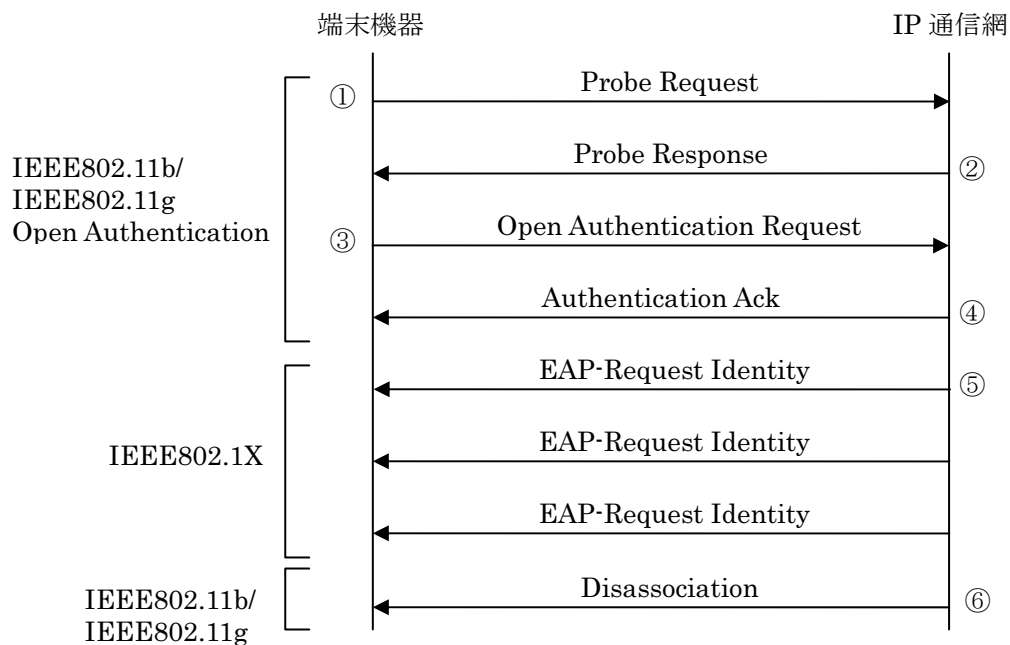 端末機器
IP 通信網
① Probe Request
Probe Response ②
IEEE802.11b/
IEEE802.11g
Open Authentication
③ Open Authentication Request
Authentication Ack ④
EAP-Request Identity ⑤
IEEE802.1X
EAP-Request Identity
EAP-Request Identity
Disassociation ⑥
IEEE802.11b/
IEEE802.11g